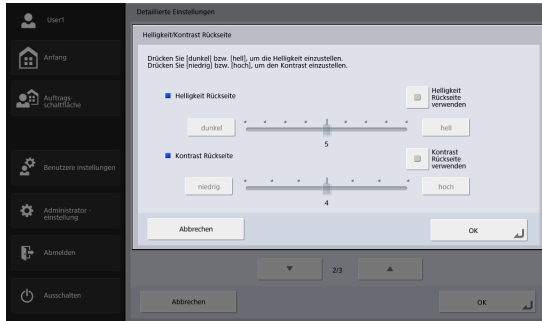 User1
Anfang
Auftrags-
schaltfläche
Benutzere instellungen
Administrator -
einstellung
Abmelden
Ausschalten
Detaillierte Einstellungen
Helligkeit/Kontrast Rückseite
Drücken Sie [dunkel] bzw. [hell], um die Helligkeit einzustellen.
Drücken Sie [niedrig] bzw. [hoch], um den Kontrast einzustellen.
Helligkeit Rückseite
Helligkeit
Rückseite
verwenden
dunkel
hell
5
Kontrast Rückseite
Kontrast
Rückseite
verwenden
niedrig
hoch
4
Abbrechen
OK
2/3
Abbrechen
OK